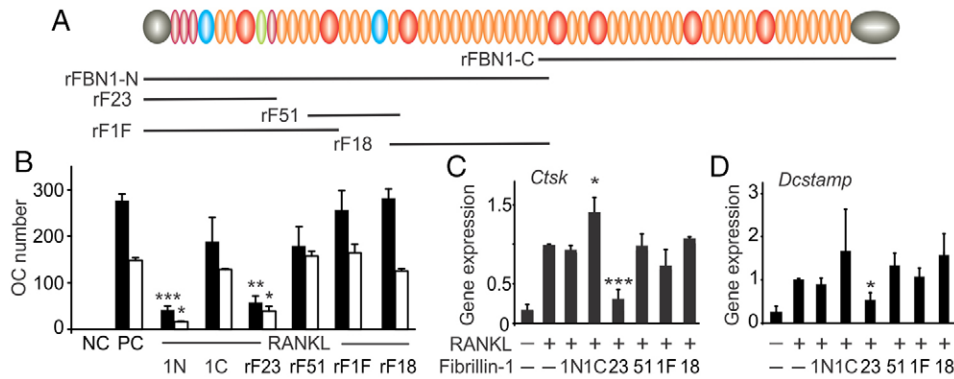 A
rFBN1-C
rFBN1-N
rF23
rF51
rF1F
rF18
B
OC number
300
200
100
0
*** * ** *
NC PC RANKL
1N 1C rF23 rF51 rF1F rF18
C
Ctsk
Gene expression
1.5
0
* ***
RANKL — + + + + + + +
Fibrillin-1 — — 1N 1C 23 51 1F 18
D
Dcstamp
Gene expression
1.5
0
*
— + + + + + + +
— — 1N 1C 23 51 1F 18